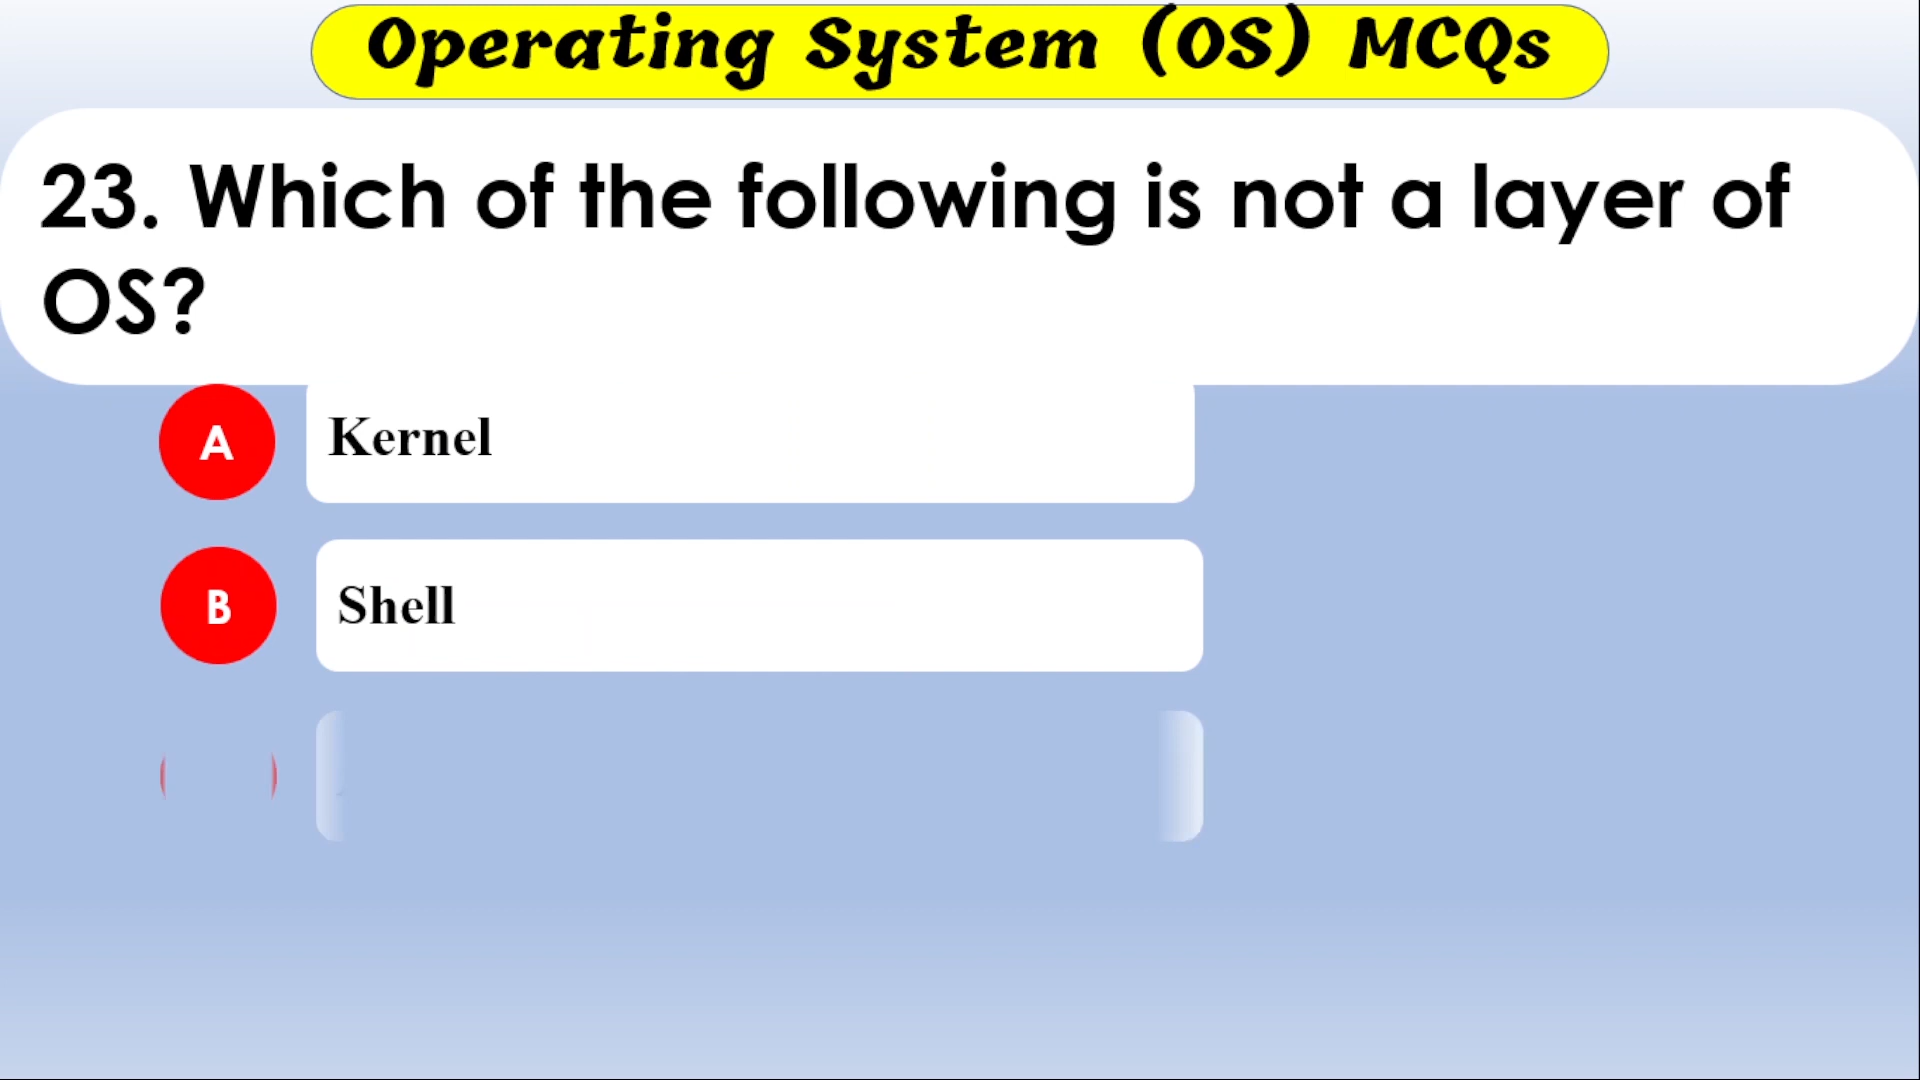 Operating System (OS) MCQs
23. Which of the following is not a layer of
OS?
A
Kernel
B
Shell